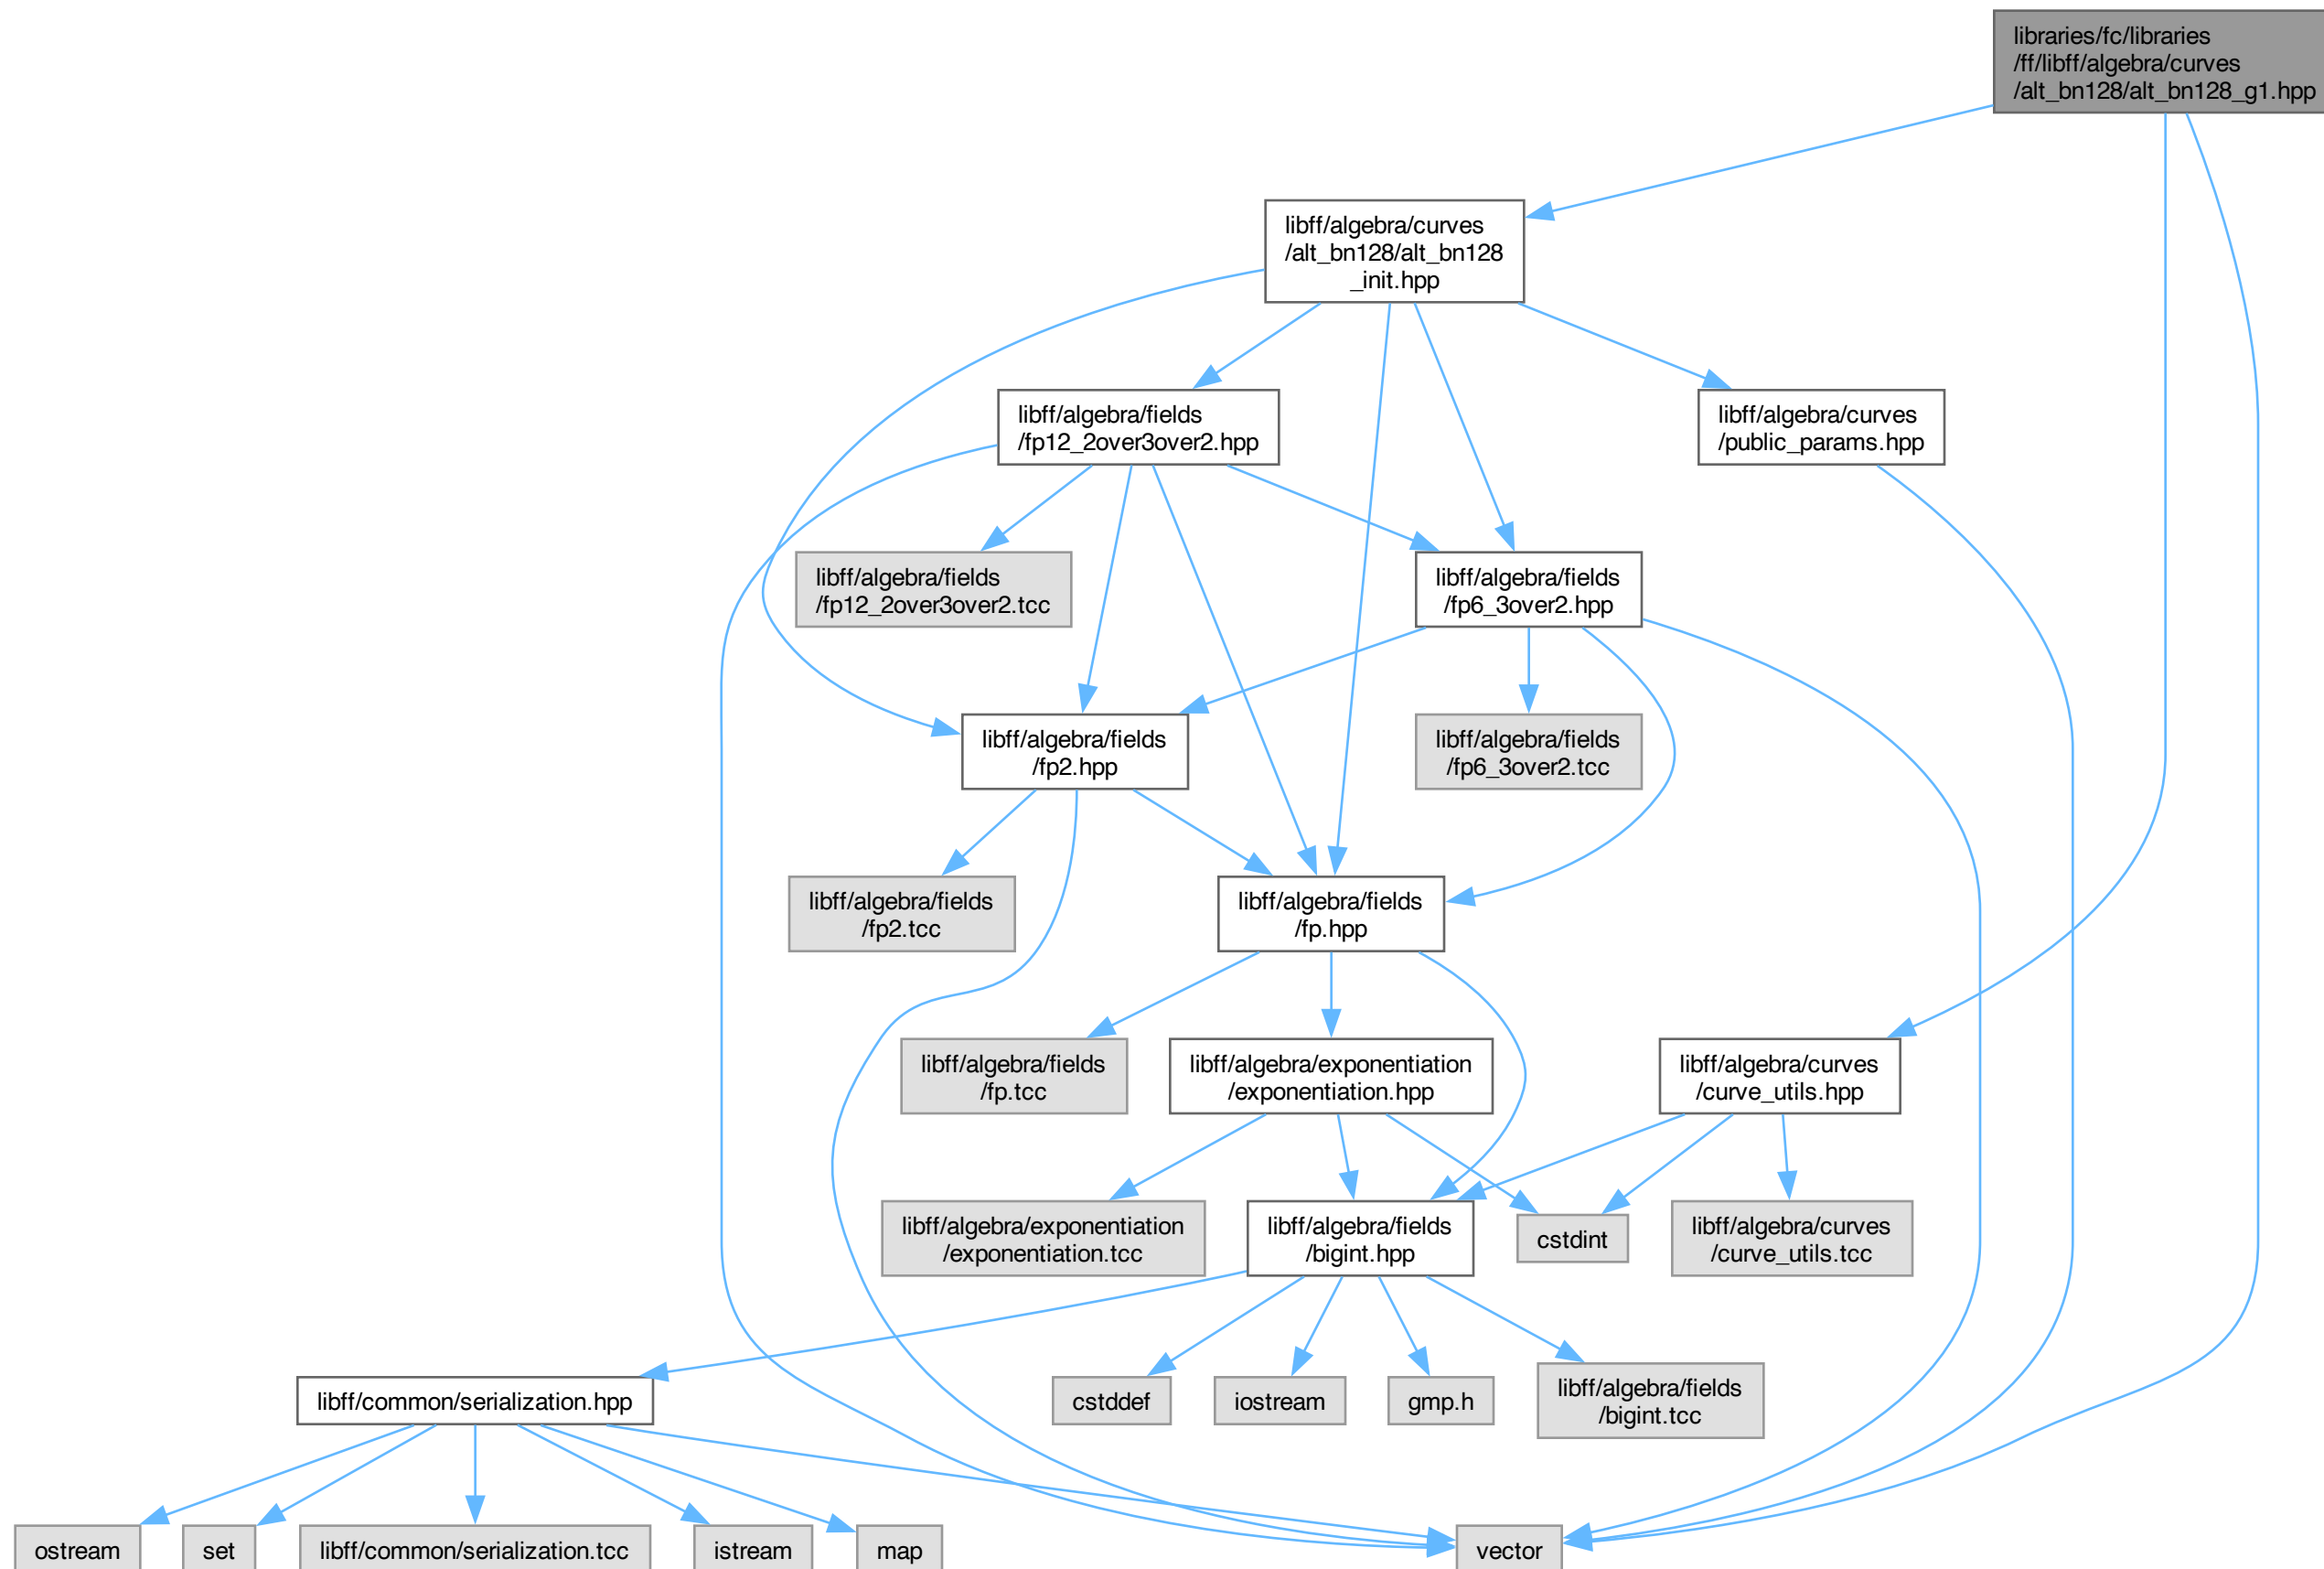 libraries/fc/libraries
/ff/libff/algebra/curves
/alt_bn128/alt_bn128_g1.hpp
libff/algebra/curves
/alt_bn128/alt_bn128
_init.hpp
libff/algebra/fields
/fp12_2over3over2.hpp
libff/algebra/curves
/public_params.hpp
libff/algebra/fields
/fp12_2over3over2.tcc
libff/algebra/fields
/fp6_3over2.hpp
libff/algebra/fields
/fp2.hpp
libff/algebra/fields
/fp6_3over2.tcc
libff/algebra/fields
/fp2.tcc
libff/algebra/fields
/fp.hpp
libff/algebra/fields
/fp.tcc
libff/algebra/exponentiation
/exponentiation.hpp
libff/algebra/curves
/curve_utils.hpp
libff/algebra/exponentiation
/exponentiation.tcc
libff/algebra/fields
/bigint.hpp
cstdint
libff/algebra/curves
/curve_utils.tcc
libff/common/serialization.hpp
cstddef
iostream
gmp.h
libff/algebra/fields
/bigint.tcc
ostream
set
libff/common/serialization.tcc
istream
map
vector